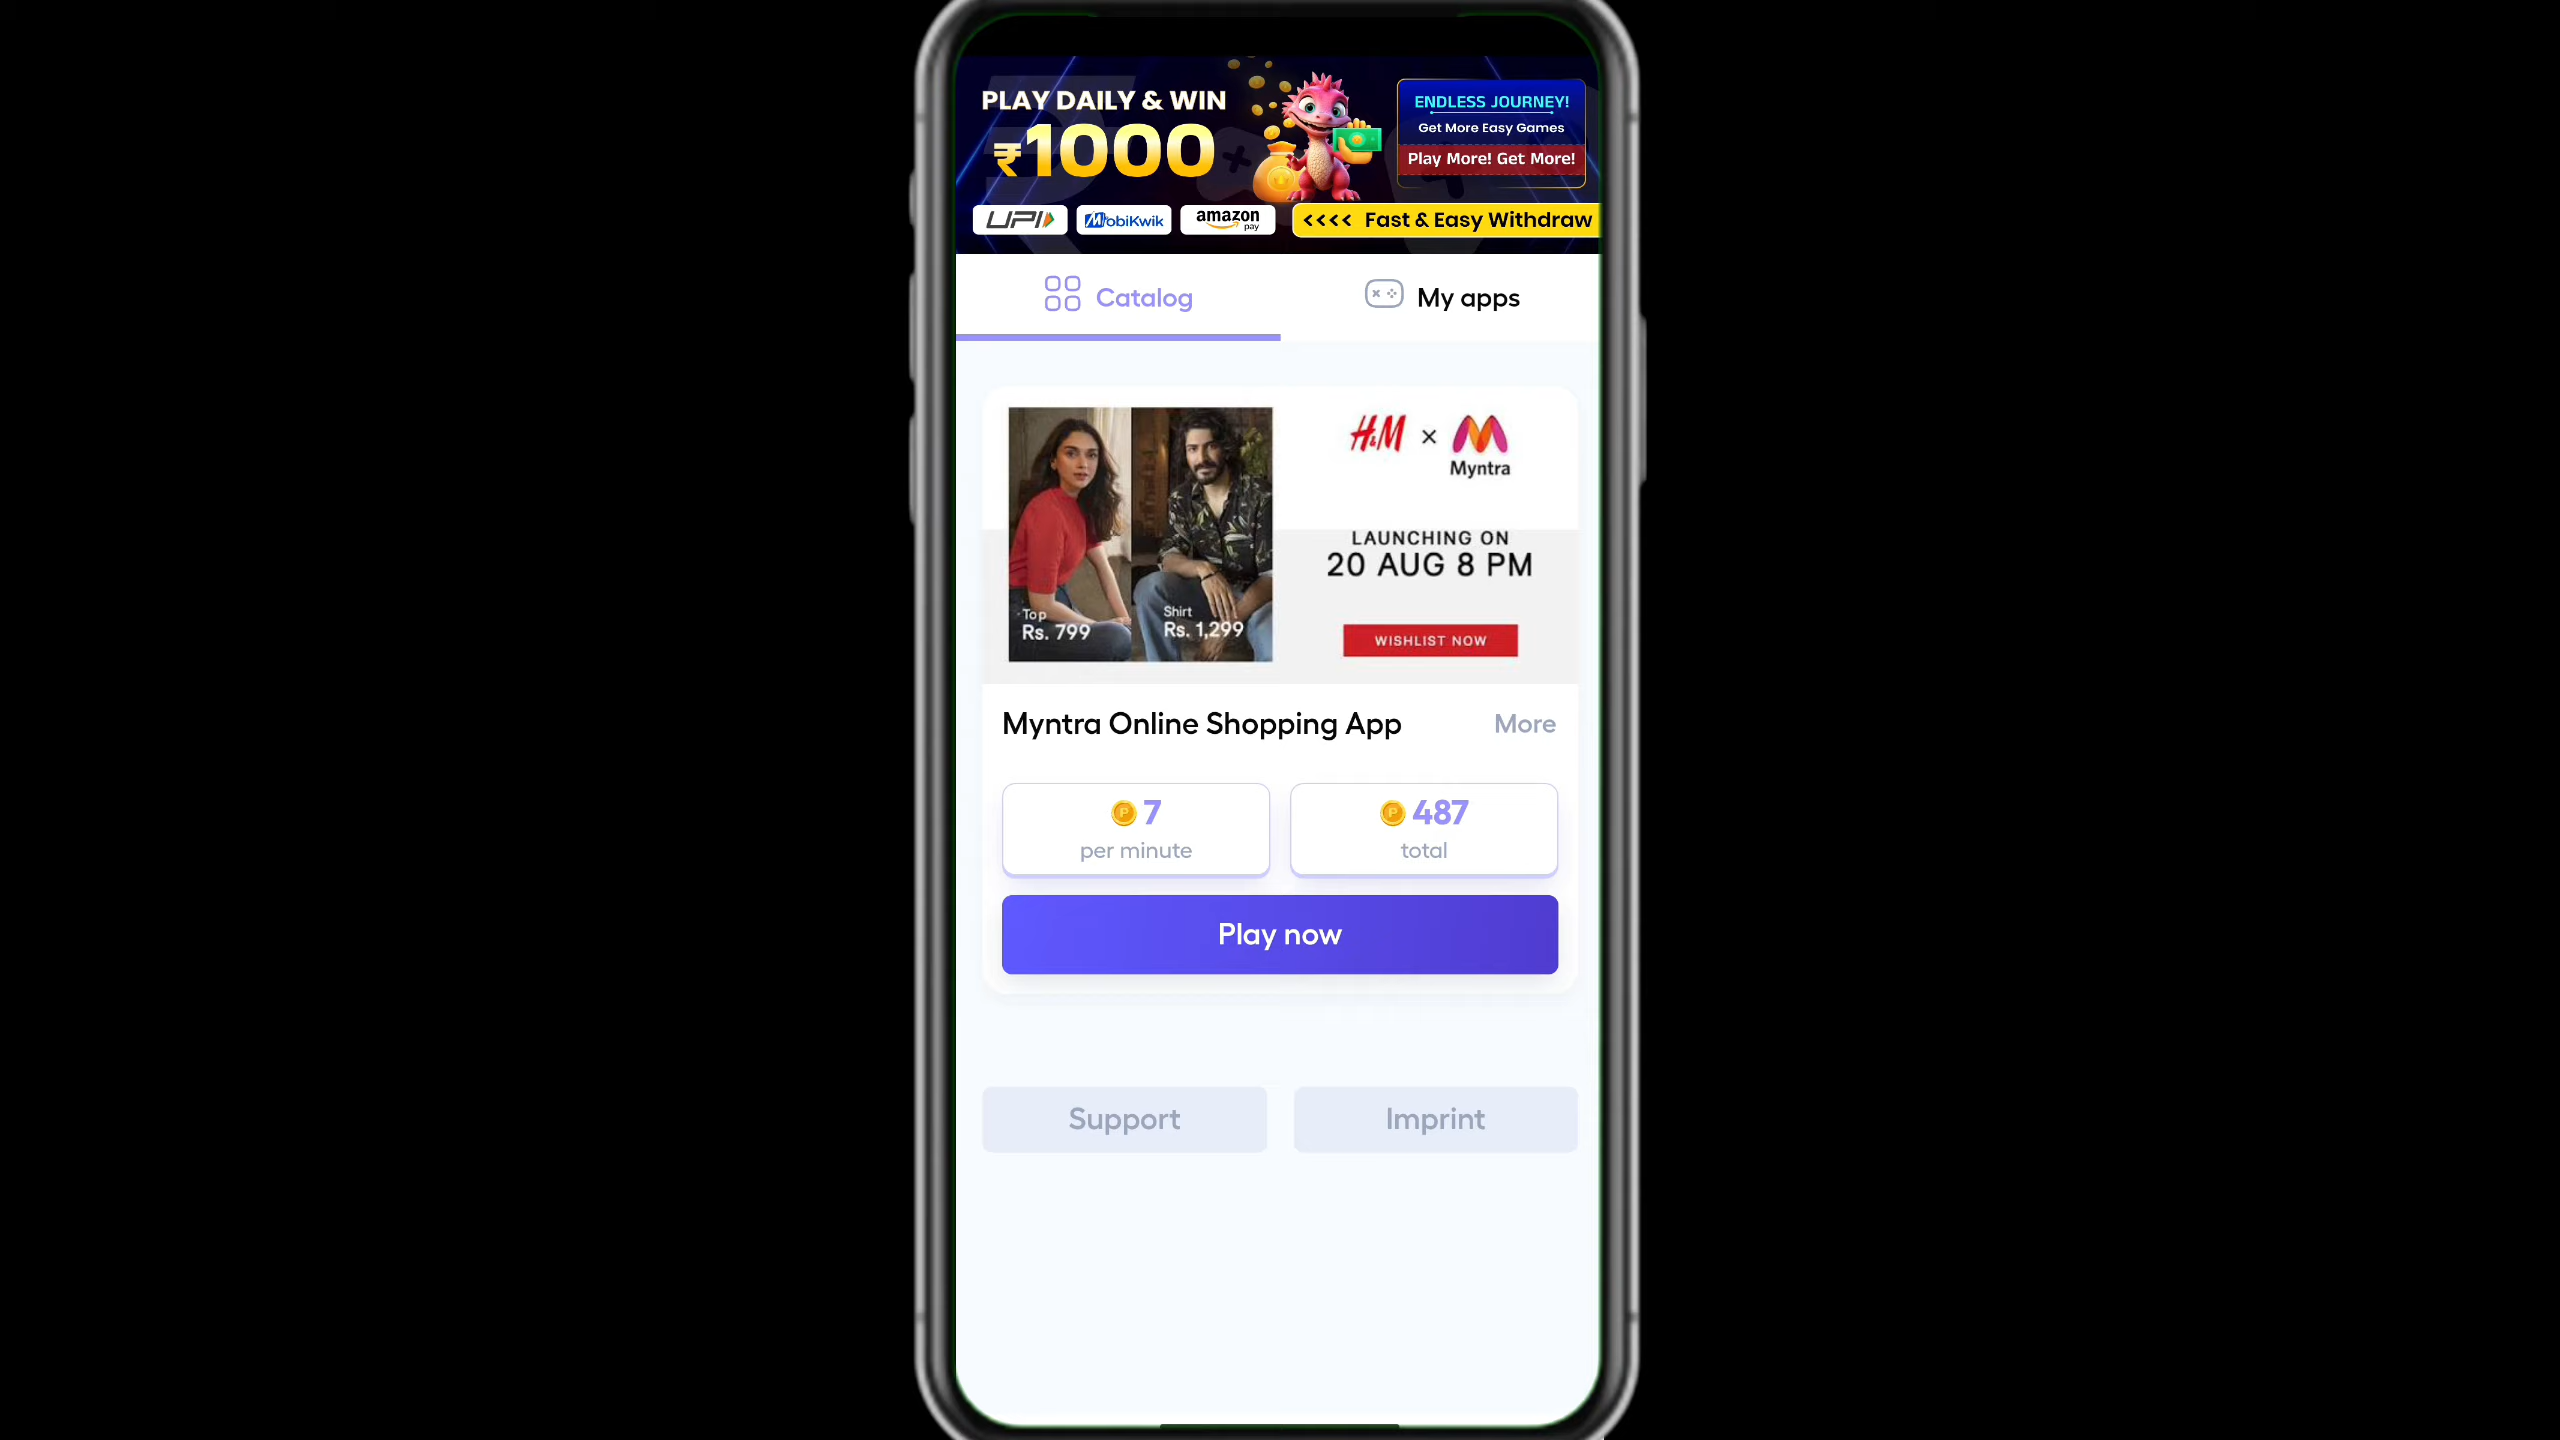 PLAY DAILY & WIN
₹1000
ENDLESS JOURNEY!
Get More Easy Games
Play More! Get More!
UPI
MobiKwik
amazon pay
<<<< Fast & Easy Withdraw
Catalog
My apps
H&M × Myntra
LAUNCHING ON
20 AUG 8 PM
Top
Rs. 799
Shirt
Rs. 1,299
WISHLIST NOW
Myntra Online Shopping App
More
P 7
per minute
P 487
total
Play now
Support
Imprint